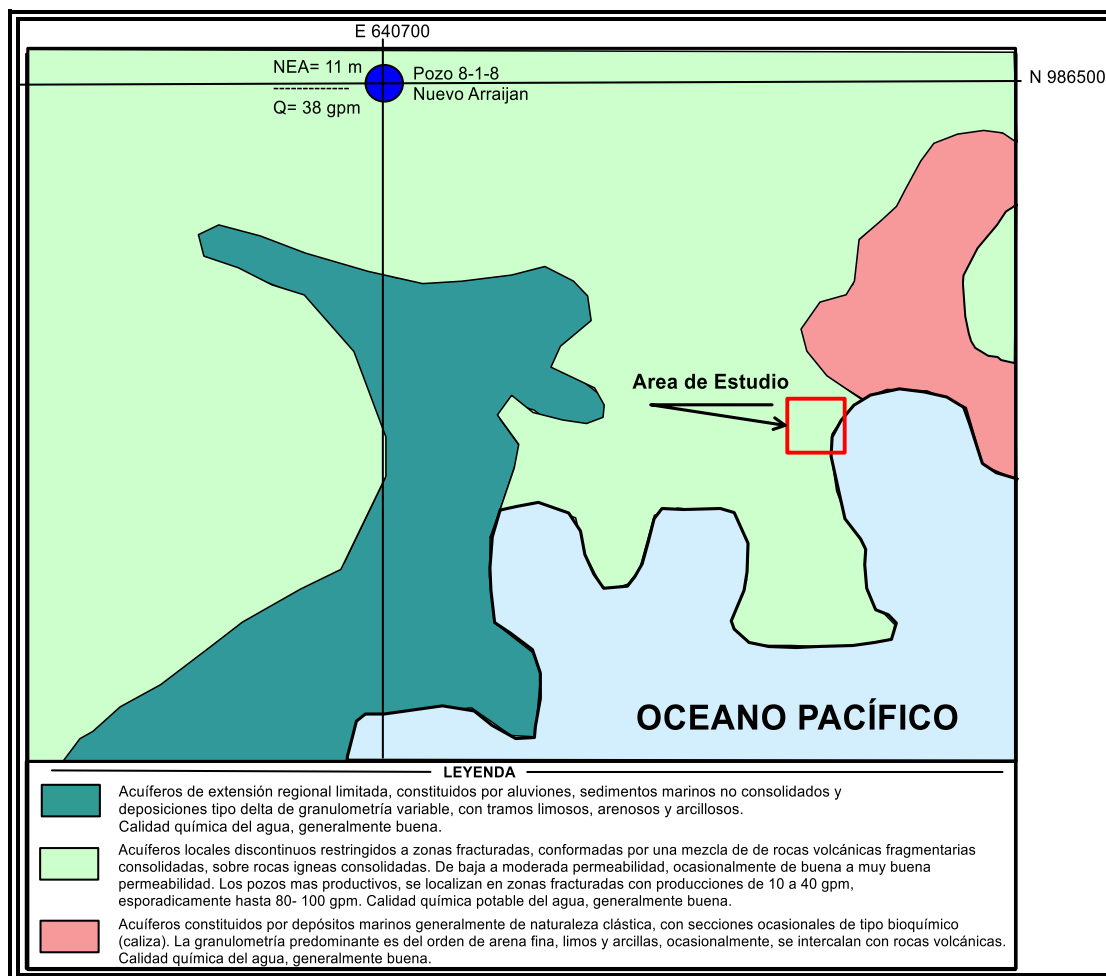 E 640700
NEA= 11 m
Pozo 8-1-8
N 986500
-------------
Nuevo Arraijan
Q= 38 gpm
Area de Estudio
OCEANO PACÍFICO
LEYENDA
Acuíferos de extensión regional limitada, constituidos por aluviones, sedimentos marinos no consolidados y
deposiciones tipo delta de granulometría variable, con tramos limosos, arenosos y arcillosos.
Calidad química del agua, generalmente buena.
Acuíferos locales discontinuos restringidos a zonas fracturadas, conformadas por una mezcla de de rocas volcánicas fragmentarias
consolidadas, sobre rocas igneas consolidadas. De baja a moderada permeabilidad, ocasionalmente de buena a muy buena
permeabilidad. Los pozos mas productivos, se localizan en zonas fracturadas con producciones de 10 a 40 gpm,
esporadicamente hasta 80- 100 gpm. Calidad química potable del agua, generalmente buena.
Acuíferos constituidos por depósitos marinos generalmente de naturaleza clástica, con secciones ocasionales de tipo bioquímico
(caliza). La granulometría predominante es del orden de arena fina, limos y arcillas, ocasionalmente, se intercalan con rocas volcánicas.
Calidad química del agua, generalmente buena.